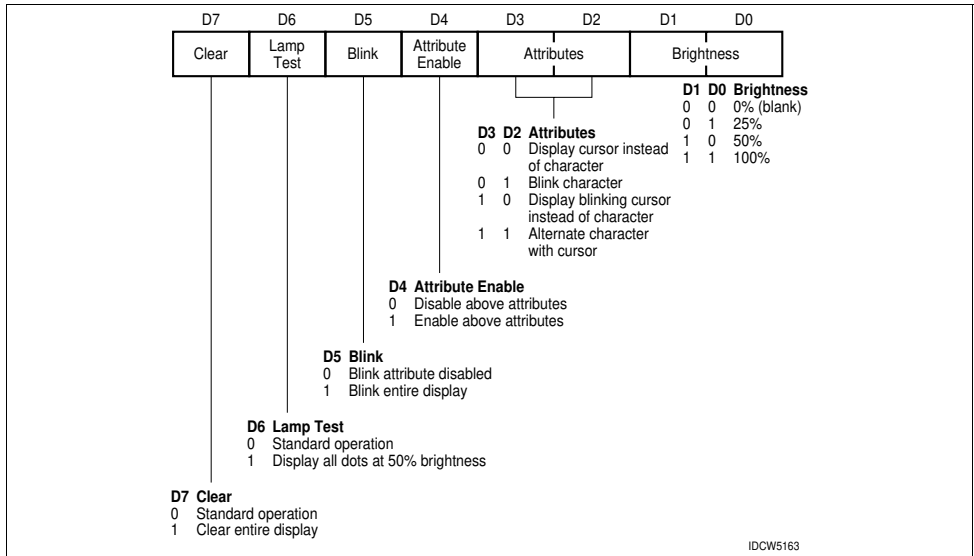 D7 D6 D5 D4 D3 D2 D1 D0
Clear Lamp Test Blink Attribute Enable Attributes Brightness
D1 D0 Brightness
0 0 0% (blank)
0 1 25%
1 0 50%
1 1 100%
D3 D2 Attributes
0 0 Display cursor instead
of character
0 1 Blink character
1 0 Display blinking cursor
instead of character
1 1 Alternate character
with cursor
D4 Attribute Enable
0 Disable above attributes
1 Enable above attributes
D5 Blink
0 Blink attribute disabled
1 Blink entire display
D6 Lamp Test
0 Standard operation
1 Display all dots at 50% brightness
D7 Clear
0 Standard operation
1 Clear entire display
IDCW5163